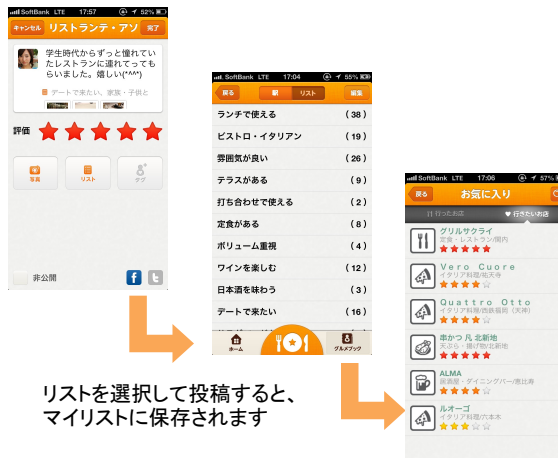 SoftBank LTE 17:57 52%
キャンセル リストランテ・アソ 完了
学生時代からずっと憧れてい
たレストランに連れてっても
らいました。嬉しい(*^^*)
デートで来たい、家族・子供と
評価
写真 リスト タグ
非公開
SoftBank LTE 17:04 55%
戻る 駅 リスト 編集
ランチで使える (38)
ビストロ・イタリアン (19)
雰囲気が良い (26)
テラスがある (9)
打ち合わせで使える (2)
定食がある (8)
ボリューム重視 (4)
ワインを楽しむ (12)
日本酒を味わう (3)
デートで来たい (16)
ホーム グルメブック
SoftBank LTE 17:06 57%
戻る お気に入り
行ったお店 行きたいお店
グリルサクライ
定食・レストラン/関内
Vero Cuore
イタリア料理/祐天寺
Quattro Otto
イタリア料理/西鉄福岡（天神）
串かつ 凡 北新地
天ぷら・揚げ物/北新地
ALMA
居酒屋・ダイニングバー/恵比寿
ルオーゴ
イタリア料理/六本木
リストを選択して投稿すると、
マイリストに保存されます